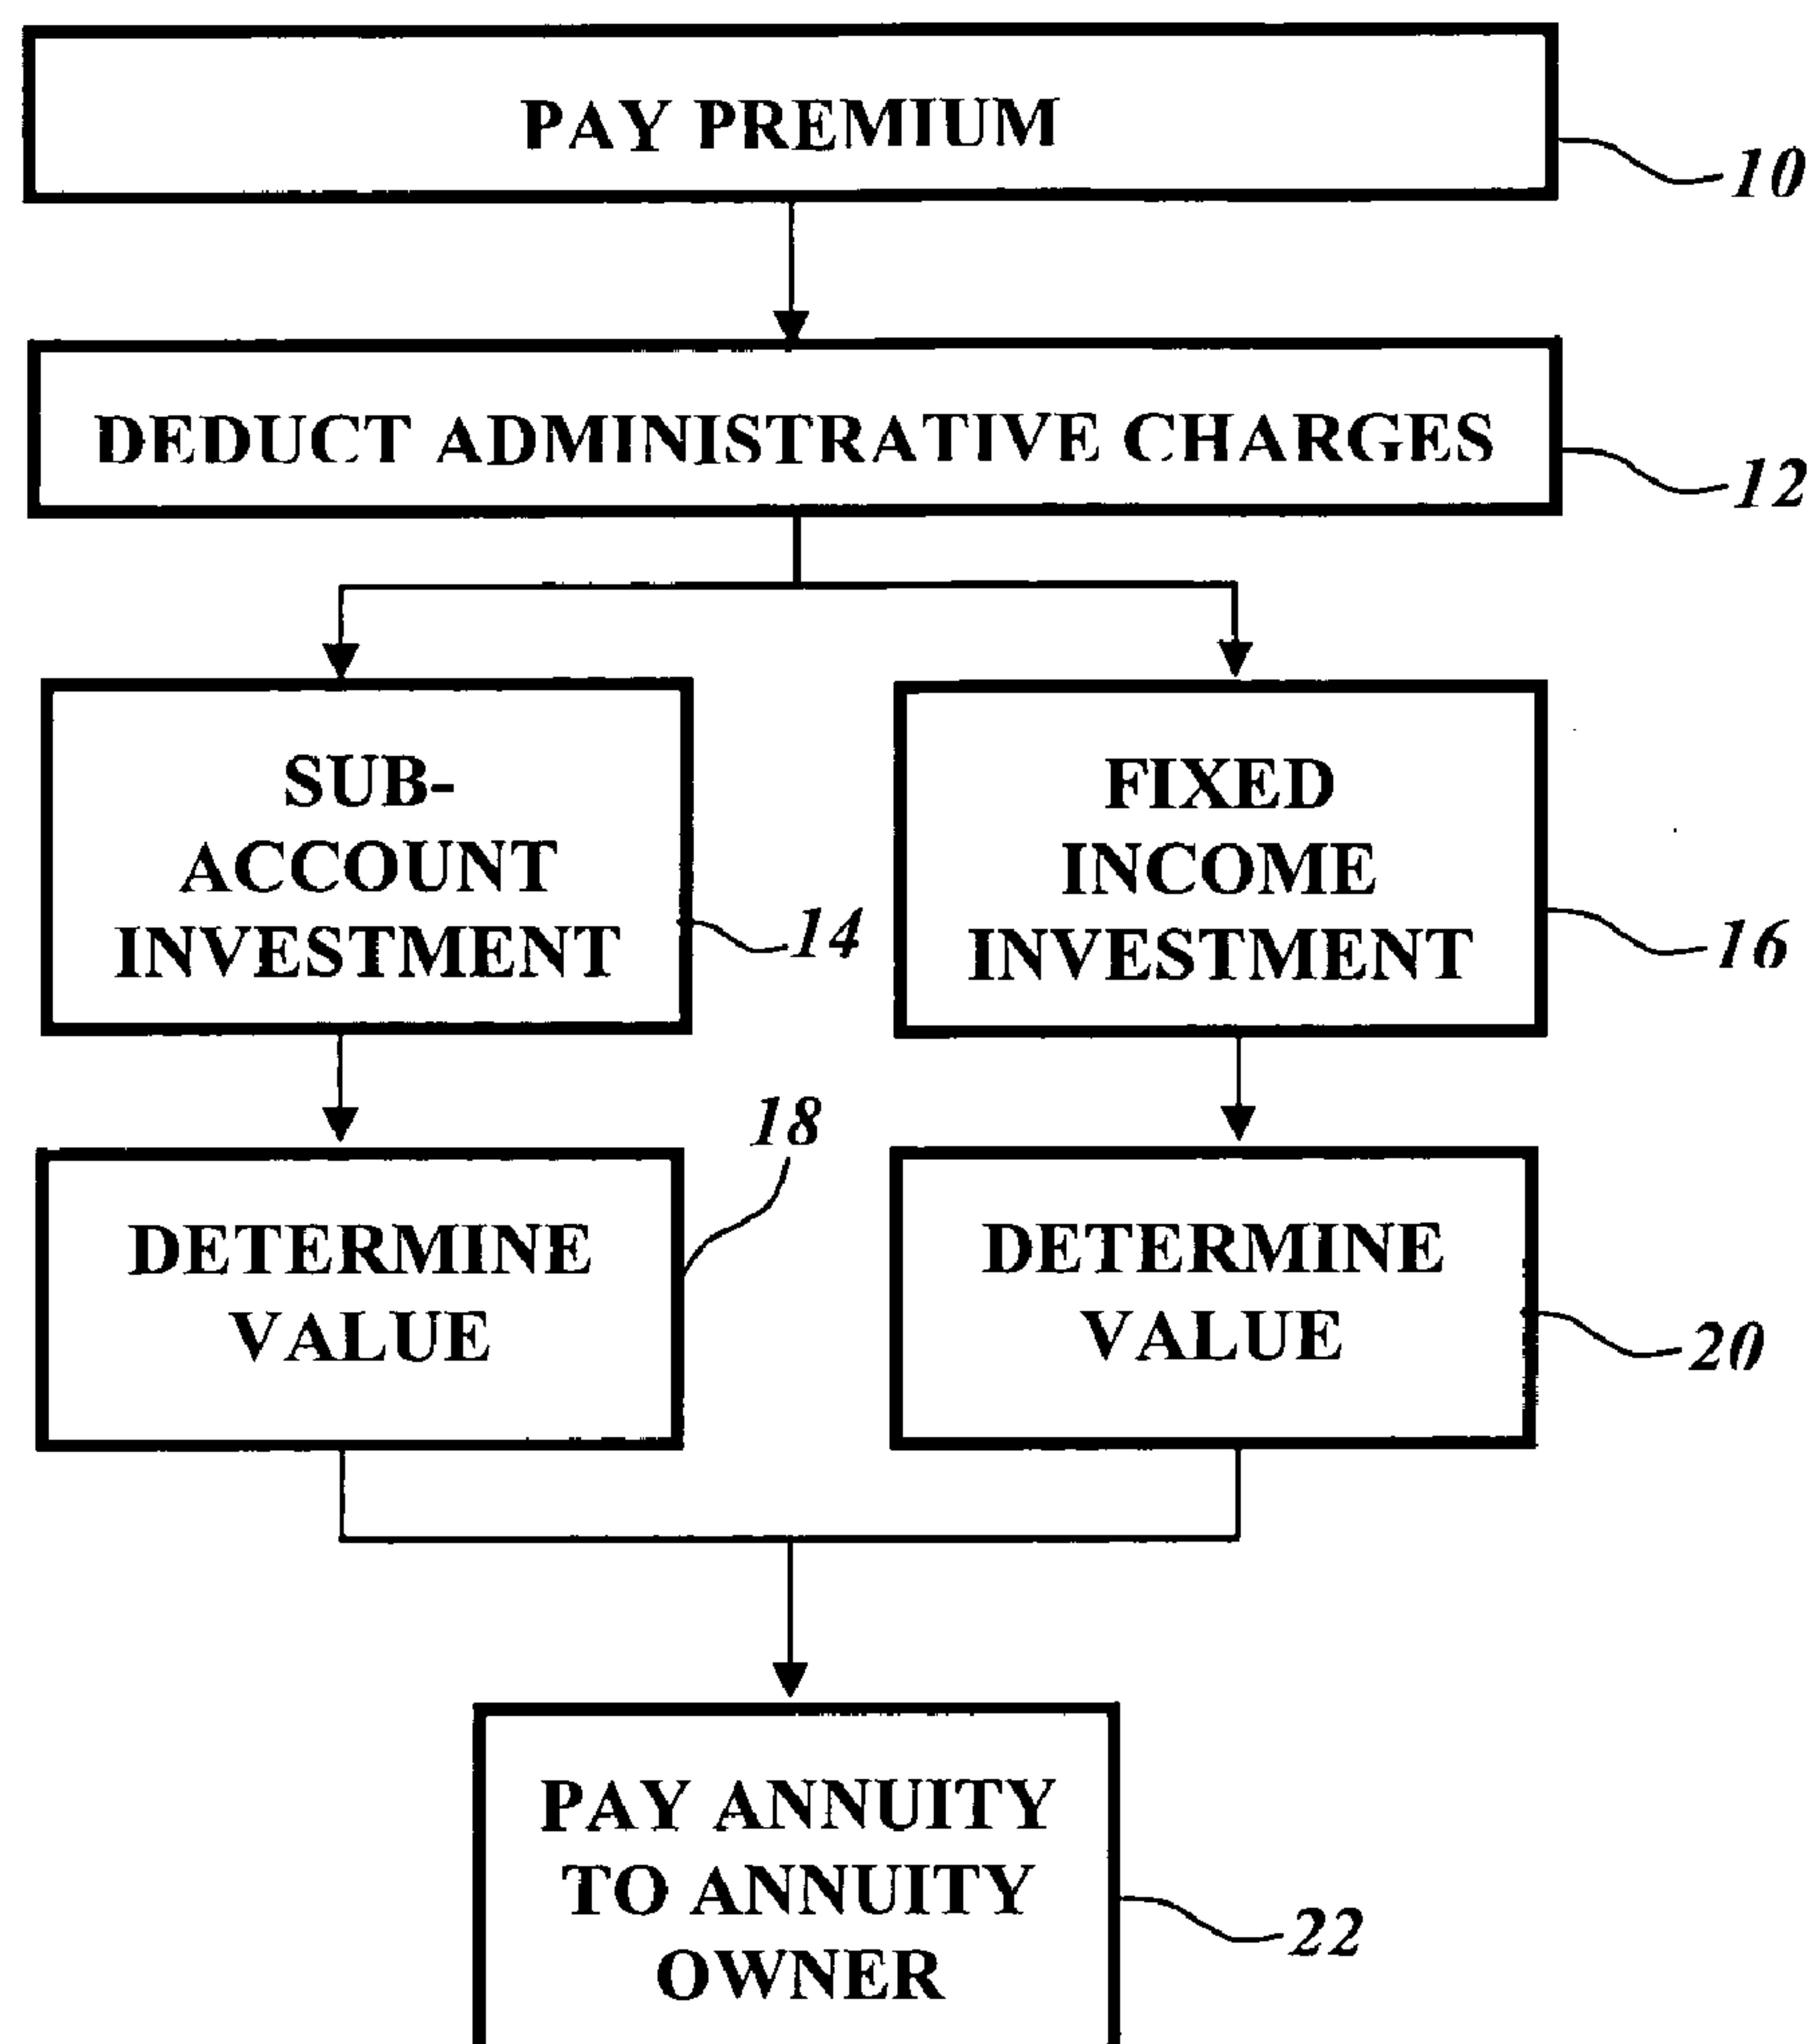 PAY PREMIUM
10
DEDUCT ADMINISTRATIVE CHARGES
12
SUB-
ACCOUNT
INVESTMENT
14
FIXED
INCOME
INVESTMENT
16
DETERMINE
VALUE
18
DETERMINE
VALUE
20
PAY ANNUITY
TO ANNUITY
OWNER
22